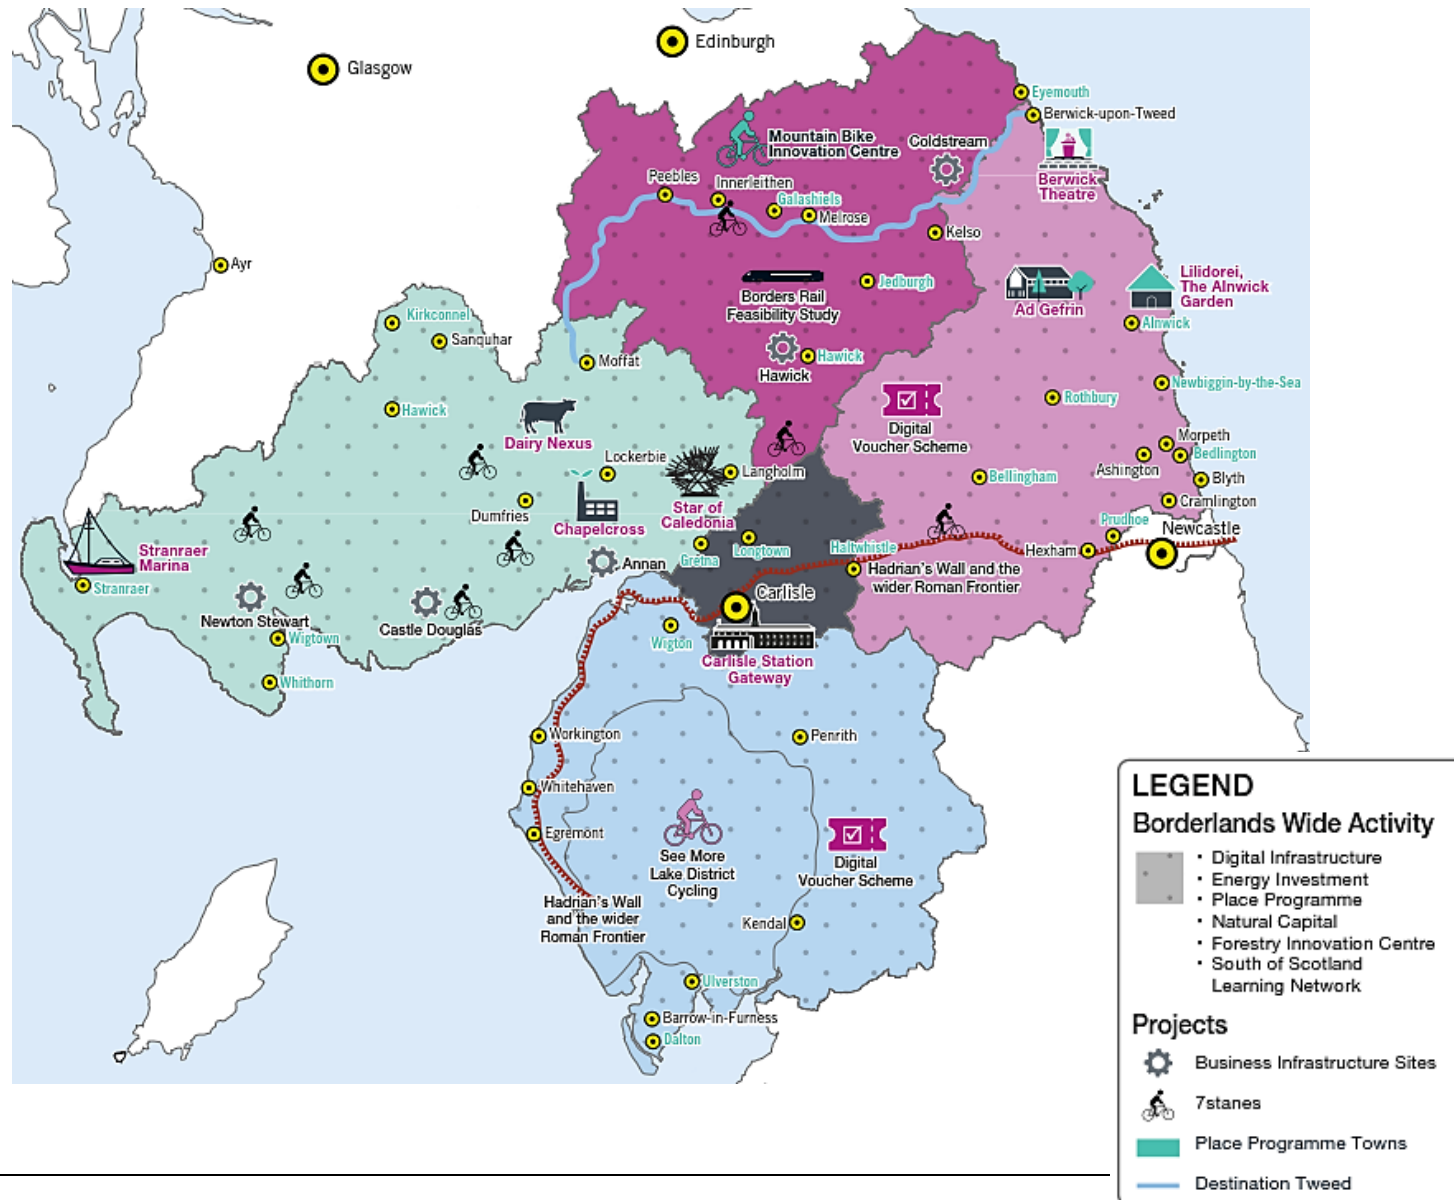 Edinburgh
Glasgow
Eyemouth
Berwick-upon-Tweed
Mountain Bike
Innovation Centre
Coldstream
Berwick
Theatre
Peebles
Innerleithen
Galashiels
Melrose
Kelso
Ayr
Borders Rail
Feasibility Study
Jedburgh
Ad Gefrin
Lilidorei,
The Alnwick
Garden
Alnwick
Kirkconnel
Sanquhar
Moffat
Hawick
Hawick
Newbiggin-by-the-Sea
Rothbury
Hawick
Dairy Nexus
Digital
Voucher Scheme
Morpeth
Bedlington
Ashington
Blyth
Cramlington
Lockerbie
Langholm
Bellingham
Dumfries
Chapelcross
Star of
Caledonia
Prudhoe
Newcastle
Stranraer
Marina
Stranraer
Annan
Gretna
Longtown
Haltwhistle
Hexham
Hadrian's Wall and the
wider Roman Frontier
Newton Stewart
Castle Douglas
Wigtown
Whithorn
Carlisle
Wigton
Carlisle Station
Gateway
Workington
Penrith
Whitehaven
Egremont
See More
Lake District
Cycling
Digital
Voucher Scheme
Hadrian's Wall
and the wider
Roman Frontier
Kendal
Ulverston
Barrow-in-Furness
Dalton
LEGEND
Borderlands Wide Activity
· Digital Infrastructure
· Energy Investment
· Place Programme
· Natural Capital
· Forestry Innovation Centre
· South of Scotland
Learning Network
Projects
Business Infrastructure Sites
7stanes
Place Programme Towns
Destination Tweed